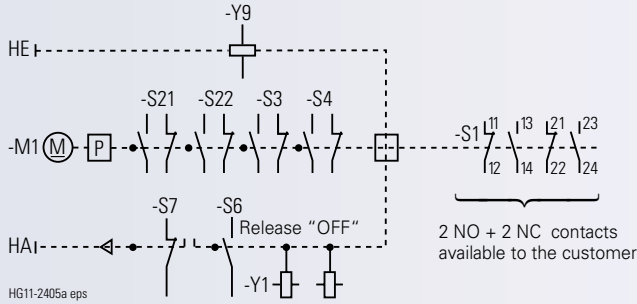 -Y9
HE
-S21 -S22 -S3 -S4
-M1 M P
-S1 11 13 21 23
12 14 22 24
-S7 -S6
Release "OFF"
2 NO + 2 NC contacts
available to the customer
HA
-Y1
HG11-2405a eps